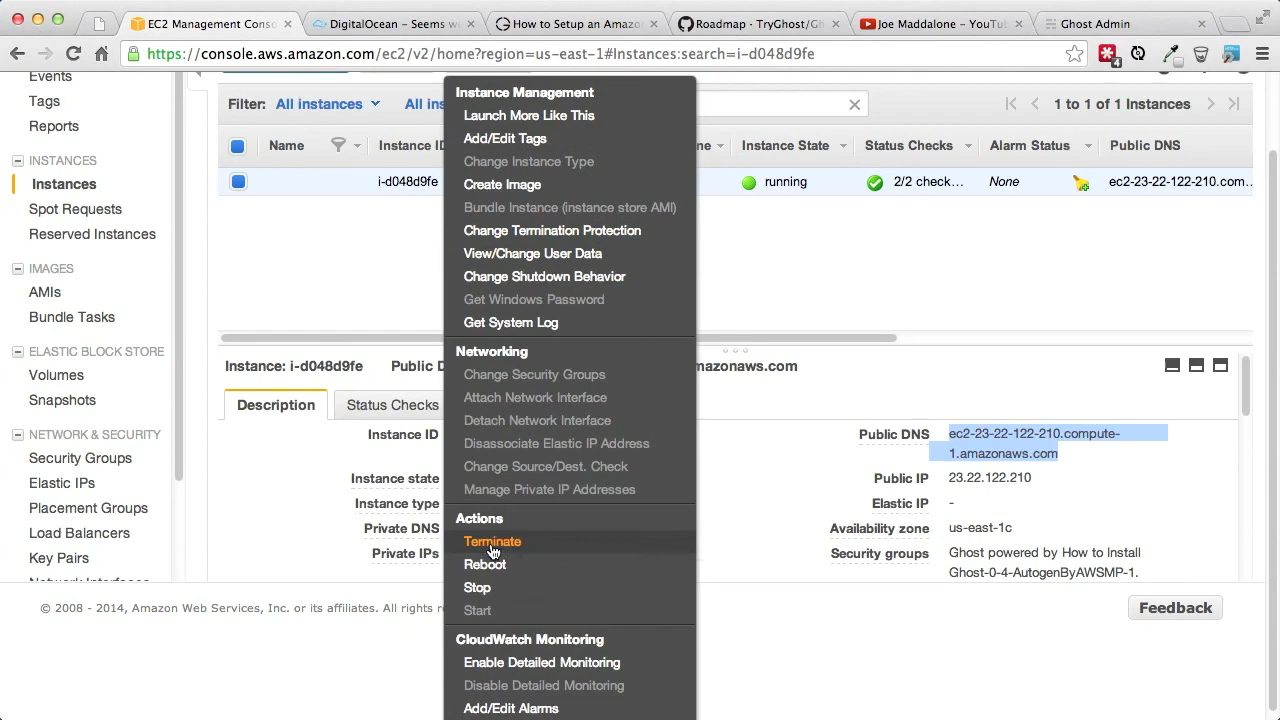 EC2 Management Conso
DigitalOcean – Seems we
How to Setup an Amazo
Roadmap · TryGhost/Gh
Joe Maddalone – YouTu
Ghost Admin
https://console.aws.amazon.com/ec2/v2/home?region=us-east-1#Instances:search=i-d048d9fe
4
Events
Tags
Reports
INSTANCES
Instances
Spot Requests
Reserved Instances
IMAGES
AMIs
Bundle Tasks
ELASTIC BLOCK STORE
Volumes
Snapshots
NETWORK & SECURITY
Security Groups
Elastic IPs
Placement Groups
Load Balancers
Key Pairs
Network Interfaces
Filter: All instances All ins
1 to 1 of 1 Instances
Name Instance ID ne Instance State Status Checks Alarm Status Public DNS
i-d048d9fe running 2/2 check... None ec2-23-22-122-210.com...
Instance Management
Launch More Like This
Add/Edit Tags
Change Instance Type
Create Image
Bundle Instance (instance store AMI)
Change Termination Protection
View/Change User Data
Change Shutdown Behavior
Get Windows Password
Get System Log
Networking
Change Security Groups
Attach Network Interface
Detach Network Interface
Disassociate Elastic IP Address
Change Source/Dest. Check
Manage Private IP Addresses
Actions
Terminate
Reboot
Stop
Start
CloudWatch Monitoring
Enable Detailed Monitoring
Disable Detailed Monitoring
Add/Edit Alarms
Instance: i-d048d9fe Public D mazonaws.com
Description
Status Checks
Instance ID
Instance state
Instance type
Private DNS
Private IPs
Public DNS ec2-23-22-122-210.compute-
1.amazonaws.com
Public IP 23.22.122.210
Elastic IP -
Availability zone us-east-1c
Security groups Ghost powered by How to Install
Ghost-0-4-AutogenByAWSMP-1.
© 2008 - 2014, Amazon Web Services, Inc. or its affiliates. All rights re
Feedback